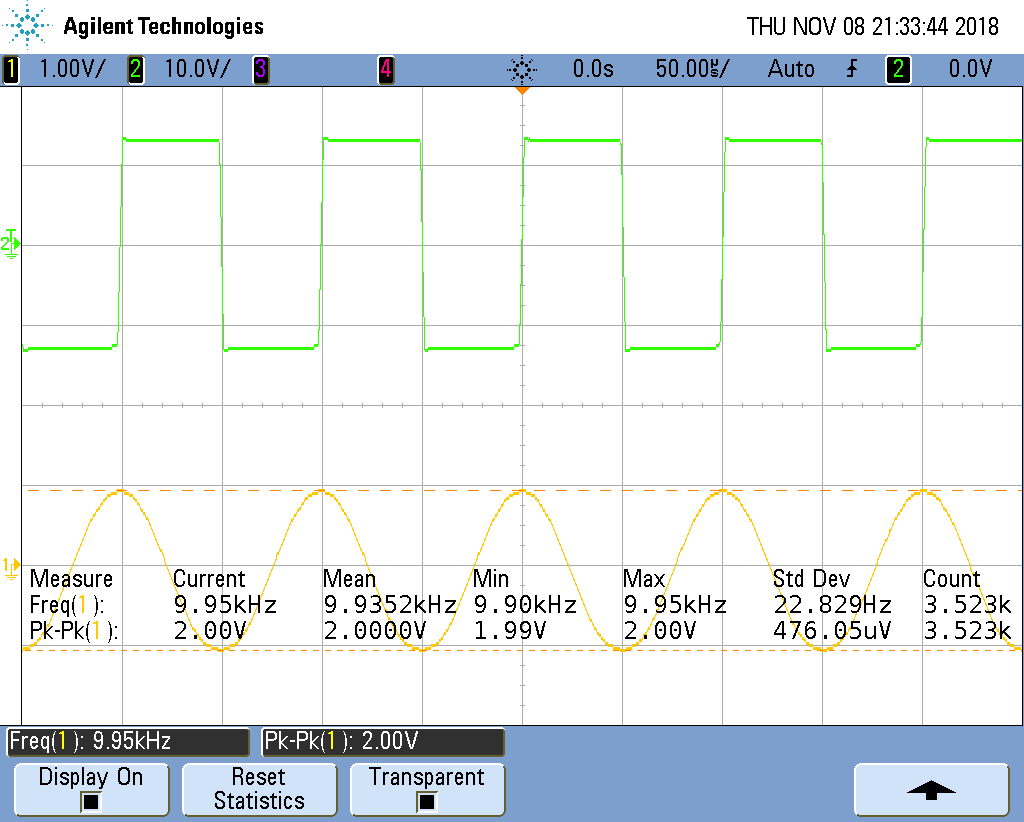 Agilent Technologies THU NOV 08 21:33:44 2018
1 1.00V/ 2 10.0V/ 3 4 0.0s 50.00µs/ Auto 2 0.0V
2
1
Measure Current Mean Min Max Std Dev Count
Freq(1): 9.95kHz 9.9352kHz 9.90kHz 9.95kHz 22.829Hz 3.523k
Pk-Pk(1): 2.00V 2.0000V 1.99V 2.00V 476.05uV 3.523k
Freq(1): 9.95kHz Pk-Pk(1): 2.00V
Display On Reset Statistics Transparent